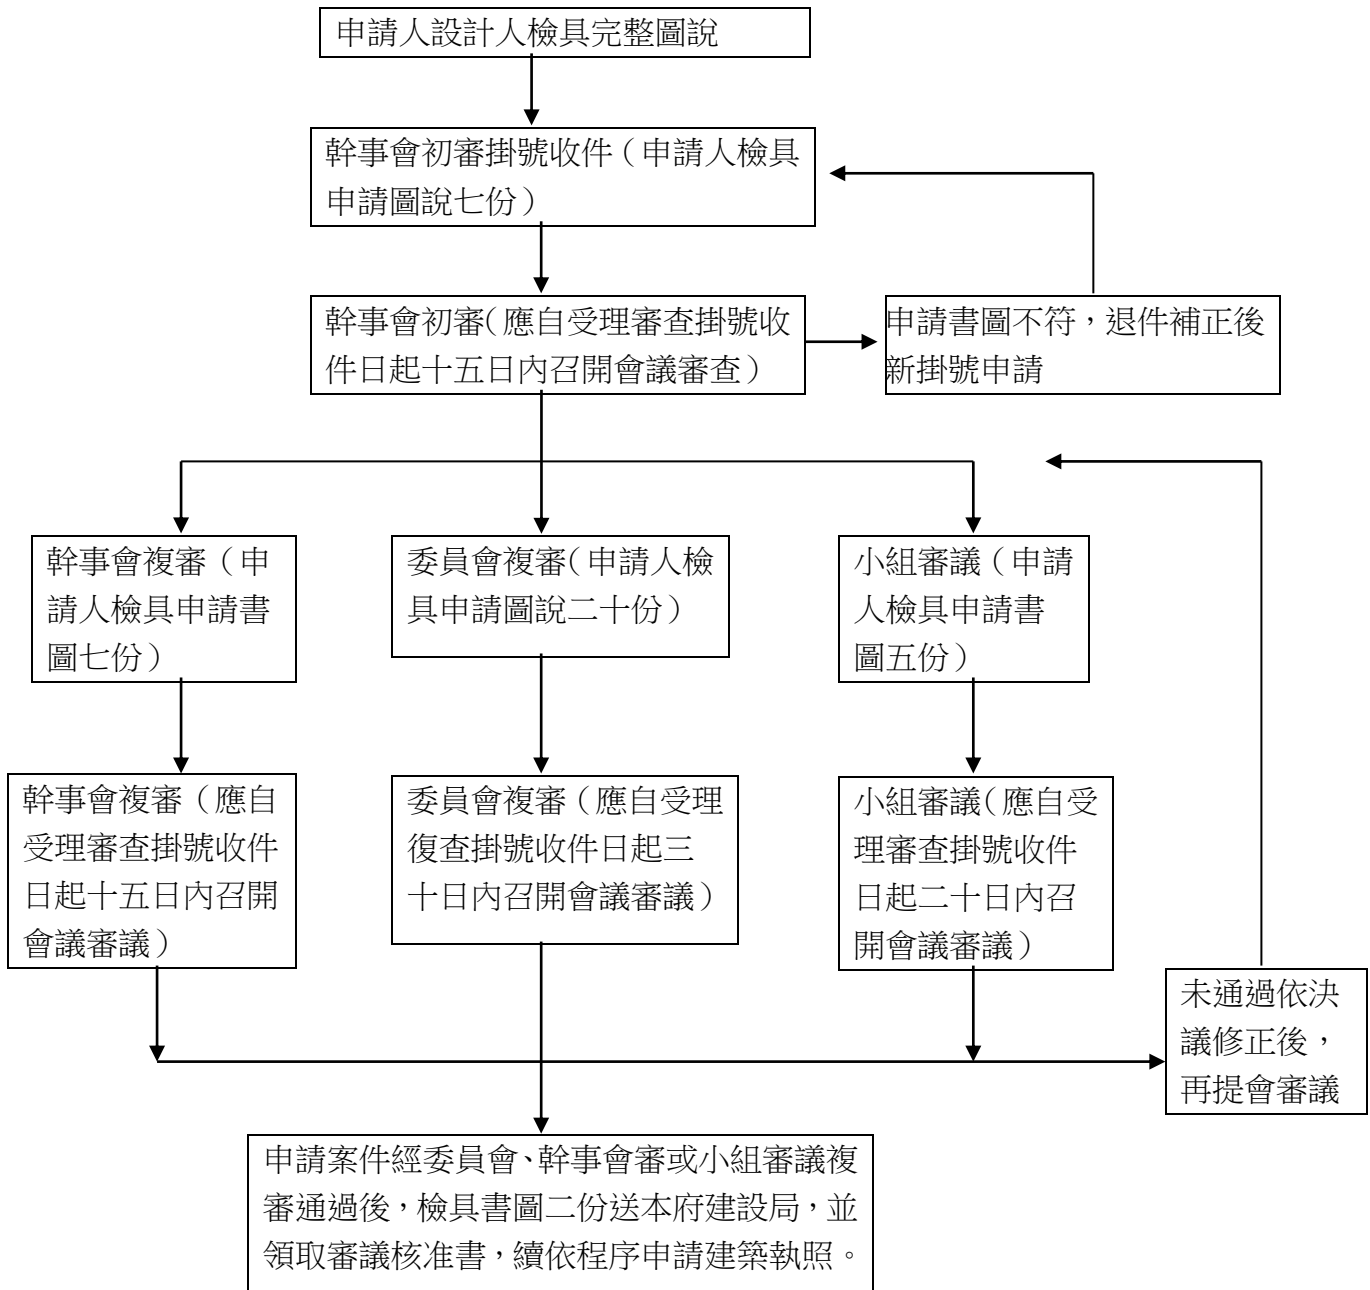 申請人設計人檢具完整圖說
幹事會初審掛號收件（申請人檢具
申請圖說七份）
幹事會初審（應自受理審查掛號收
件日起十五日內召開會議審查）
申請書圖不符，退件補正後
新掛號申請
幹事會複審（申
請人檢具申請書
圖七份）
委員會複審（申請人檢
具申請圖說二十份）
小組審議（申請
人檢具申請書
圖五份）
幹事會複審（應自
受理審查掛號收件
日起十五日內召開
會議審議）
委員會複審（應自受理
復查掛號收件日起三
十日內召開會議審議）
小組審議（應自受
理審查掛號收件
日起二十日內召
開會議審議）
未通過依決
議修正後，
再提會審議
申請案件經委員會、幹事會審或小組審議複
審通過後，檢具書圖二份送本府建設局，並
領取審議核准書，續依程序申請建築執照。